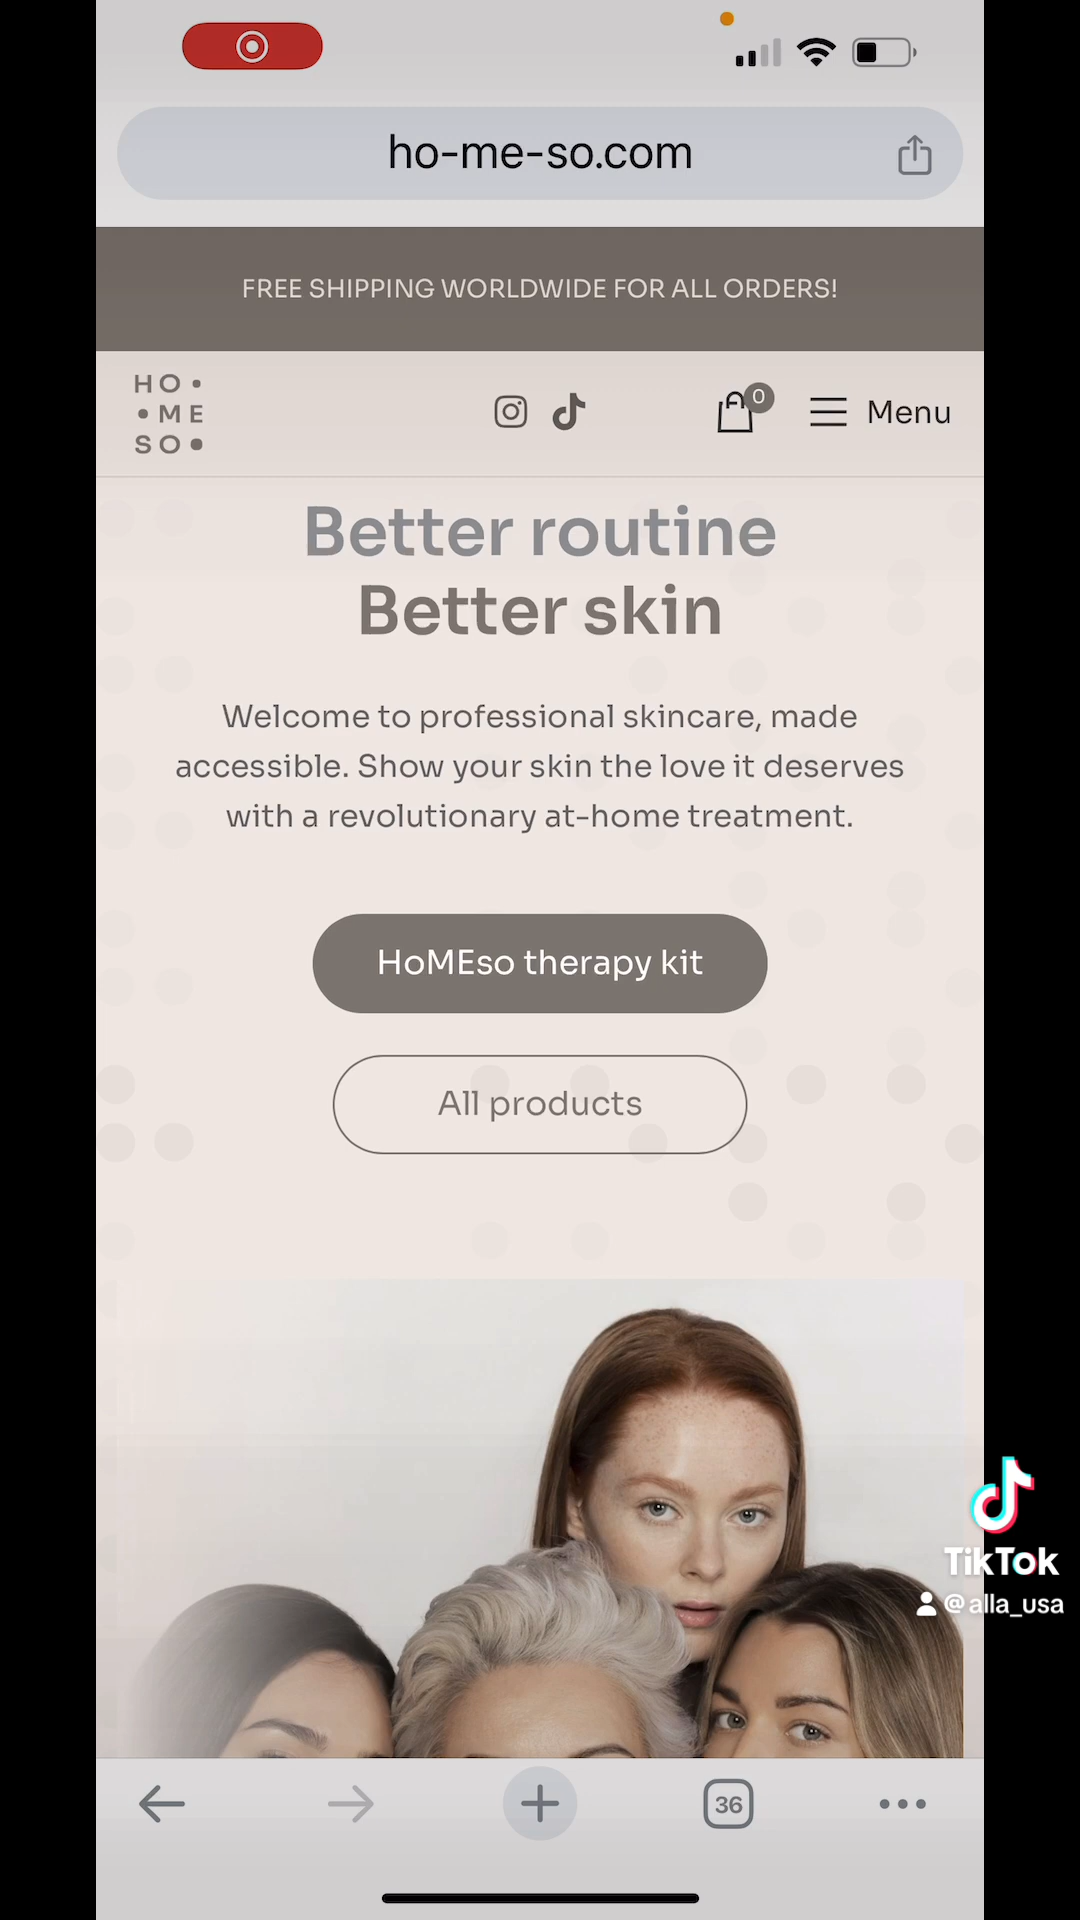 ho-me-so.com
FREE SHIPPING WORLDWIDE FOR ALL ORDERS!
HO•
•ME
SO•
0
Menu
Better routine
Better skin
Welcome to professional skincare, made
accessible. Show your skin the love it deserves
with a revolutionary at-home treatment.
HoMEso therapy kit
All products
TikTok
@alla_usa
36